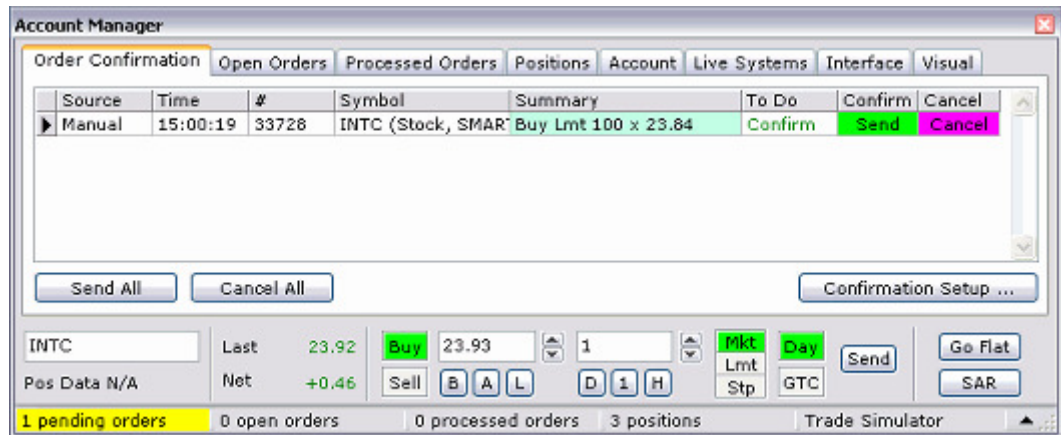 Account Manager
Order Confirmation Open Orders Processed Orders Positions Account Live Systems Interface Visual
Source Time # Symbol Summary To Do Confirm Cancel
Manual 15:00:19 33728 INTC (Stock, SMAR Buy Lmt 100 x 23.84 Confirm Send Cancel
Send All Cancel All Confirmation Setup ...
INTC Last 23.92 Buy 23.93 1 Mkt Day Send Go Flat
Lmt
Pos Data N/A Net +0.46 Sell B A L D 1 H Stp GTC SAR
1 pending orders 0 open orders 0 processed orders 3 positions Trade Simulator